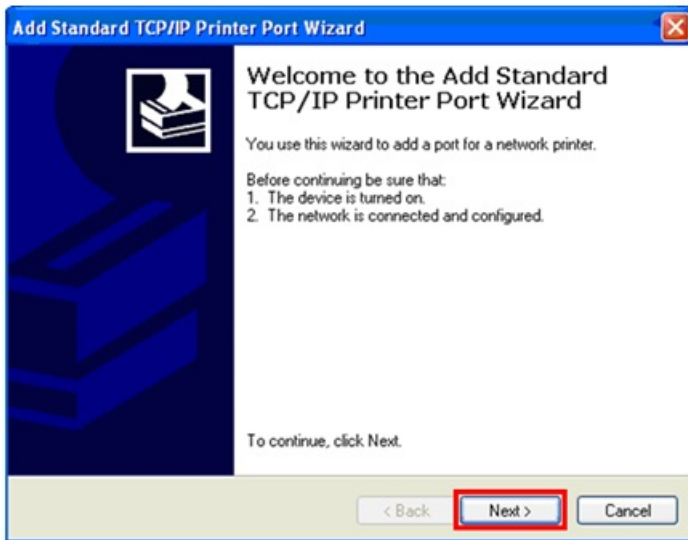 Add Standard TCP/IP Printer Port Wizard
Welcome to the Add Standard
TCP/IP Printer Port Wizard
You use this wizard to add a port for a network printer.
Before continuing be sure that:
1. The device is turned on.
2. The network is connected and configured.
To continue, click Next.
< Back
Next >
Cancel